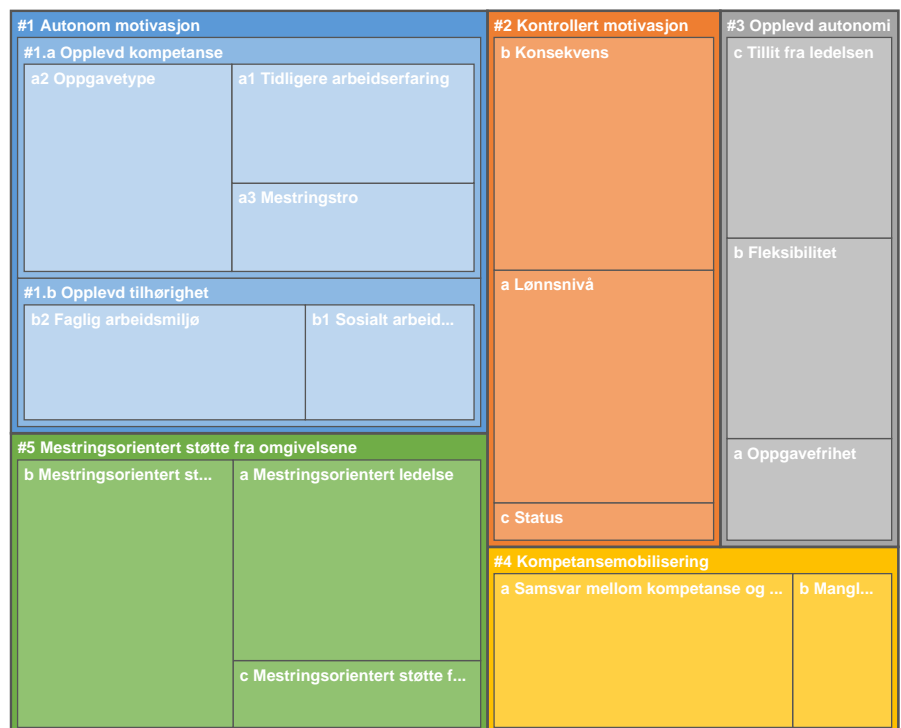 #1 Autonom motivasjon
#1.a Opplevd kompetanse
a2 Oppgavetype
a1 Tidligere arbeidserfaring
a3 Mestringstro
#1.b Opplevd tilhørighet
b2 Faglig arbeidsmiljø
b1 Sosialt arbeid...
#2 Kontrollert motivasjon
b Konsekvens
a Lønnsnivå
c Status
#3 Opplevd autonomi
c Tillit fra ledelsen
b Fleksibilitet
a Oppgavefrihet
#5 Mestringsorientert støtte fra omgivelsene
b Mestringsorientert st...
a Mestringsorientert ledelse
c Mestringsorientert støtte f...
#4 Kompetansemobilisering
a Samsvar mellom kompetanse og ...
b Mangl...